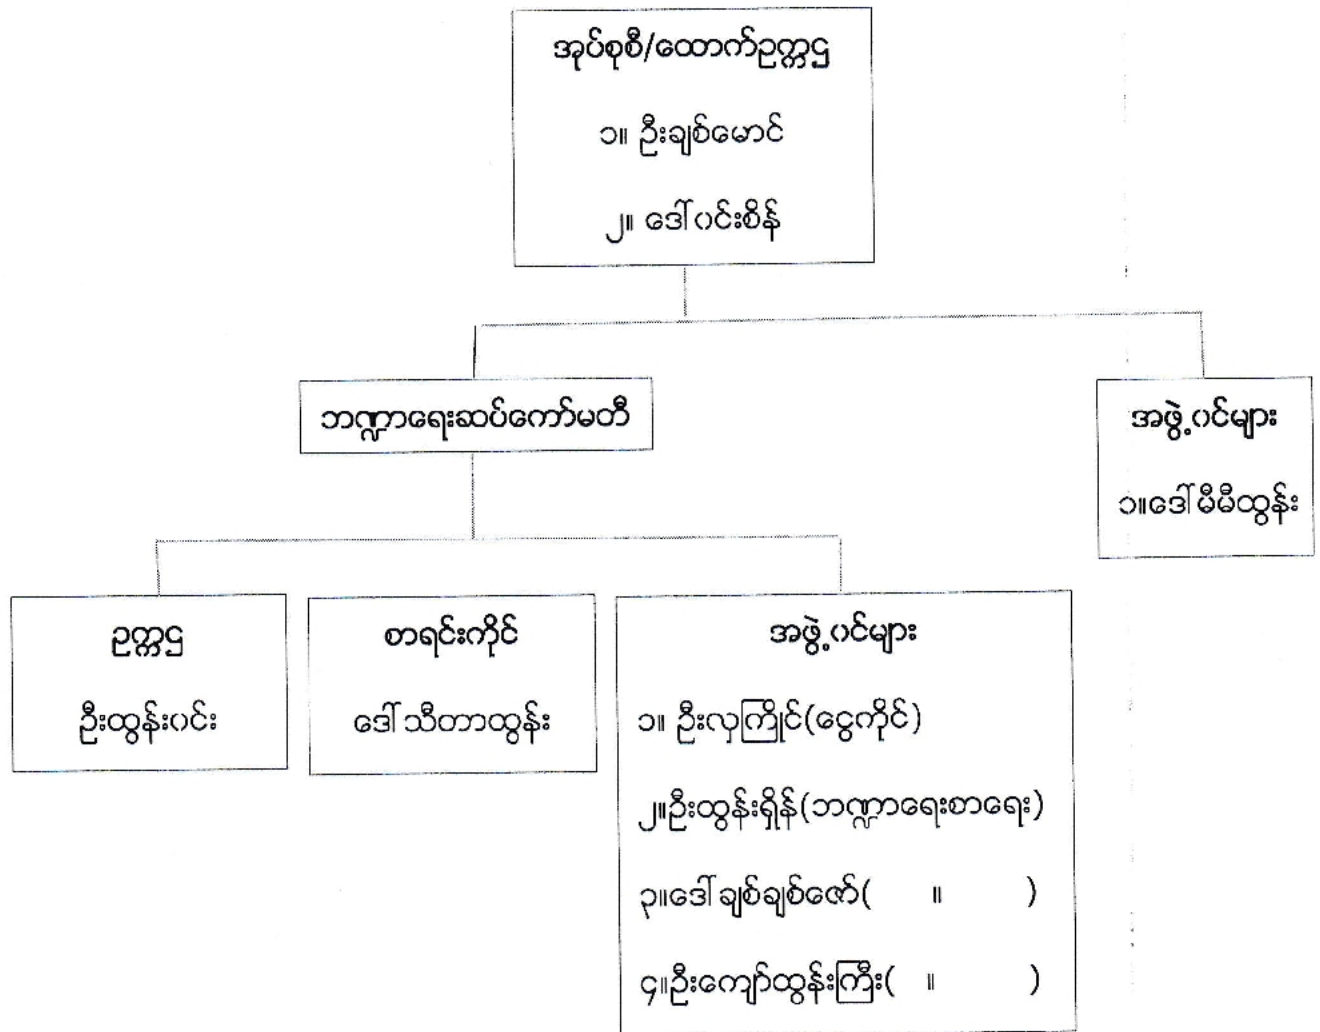 အုပ်စုစီ/ထောက်ဥက္ကဌ
၁။ ဦးချစ်မောင်
၂။ ဒေါ်ဝင်းစိန်
ဘဏ္ဍာရေးဆပ်ကော်မတီ
အဖွဲ့ဝင်များ
၁။ဒေါ်မီမီထွန်း
ဥက္ကဌ
ဦးထွန်းဝင်း
စာရင်းကိုင်
ဒေါ်သီတာထွန်း
အဖွဲ့ဝင်များ
၁။ ဦးလှကြိုင်(ငွေကိုင်)
၂။ဦးထွန်းရှိန်(ဘဏ္ဍာရေးစာရေး)
၃။ဒေါ်ချစ်ချစ်ဇော်( ။ )
၄။ဦးကျော်ထွန်းကြီး( ။ )